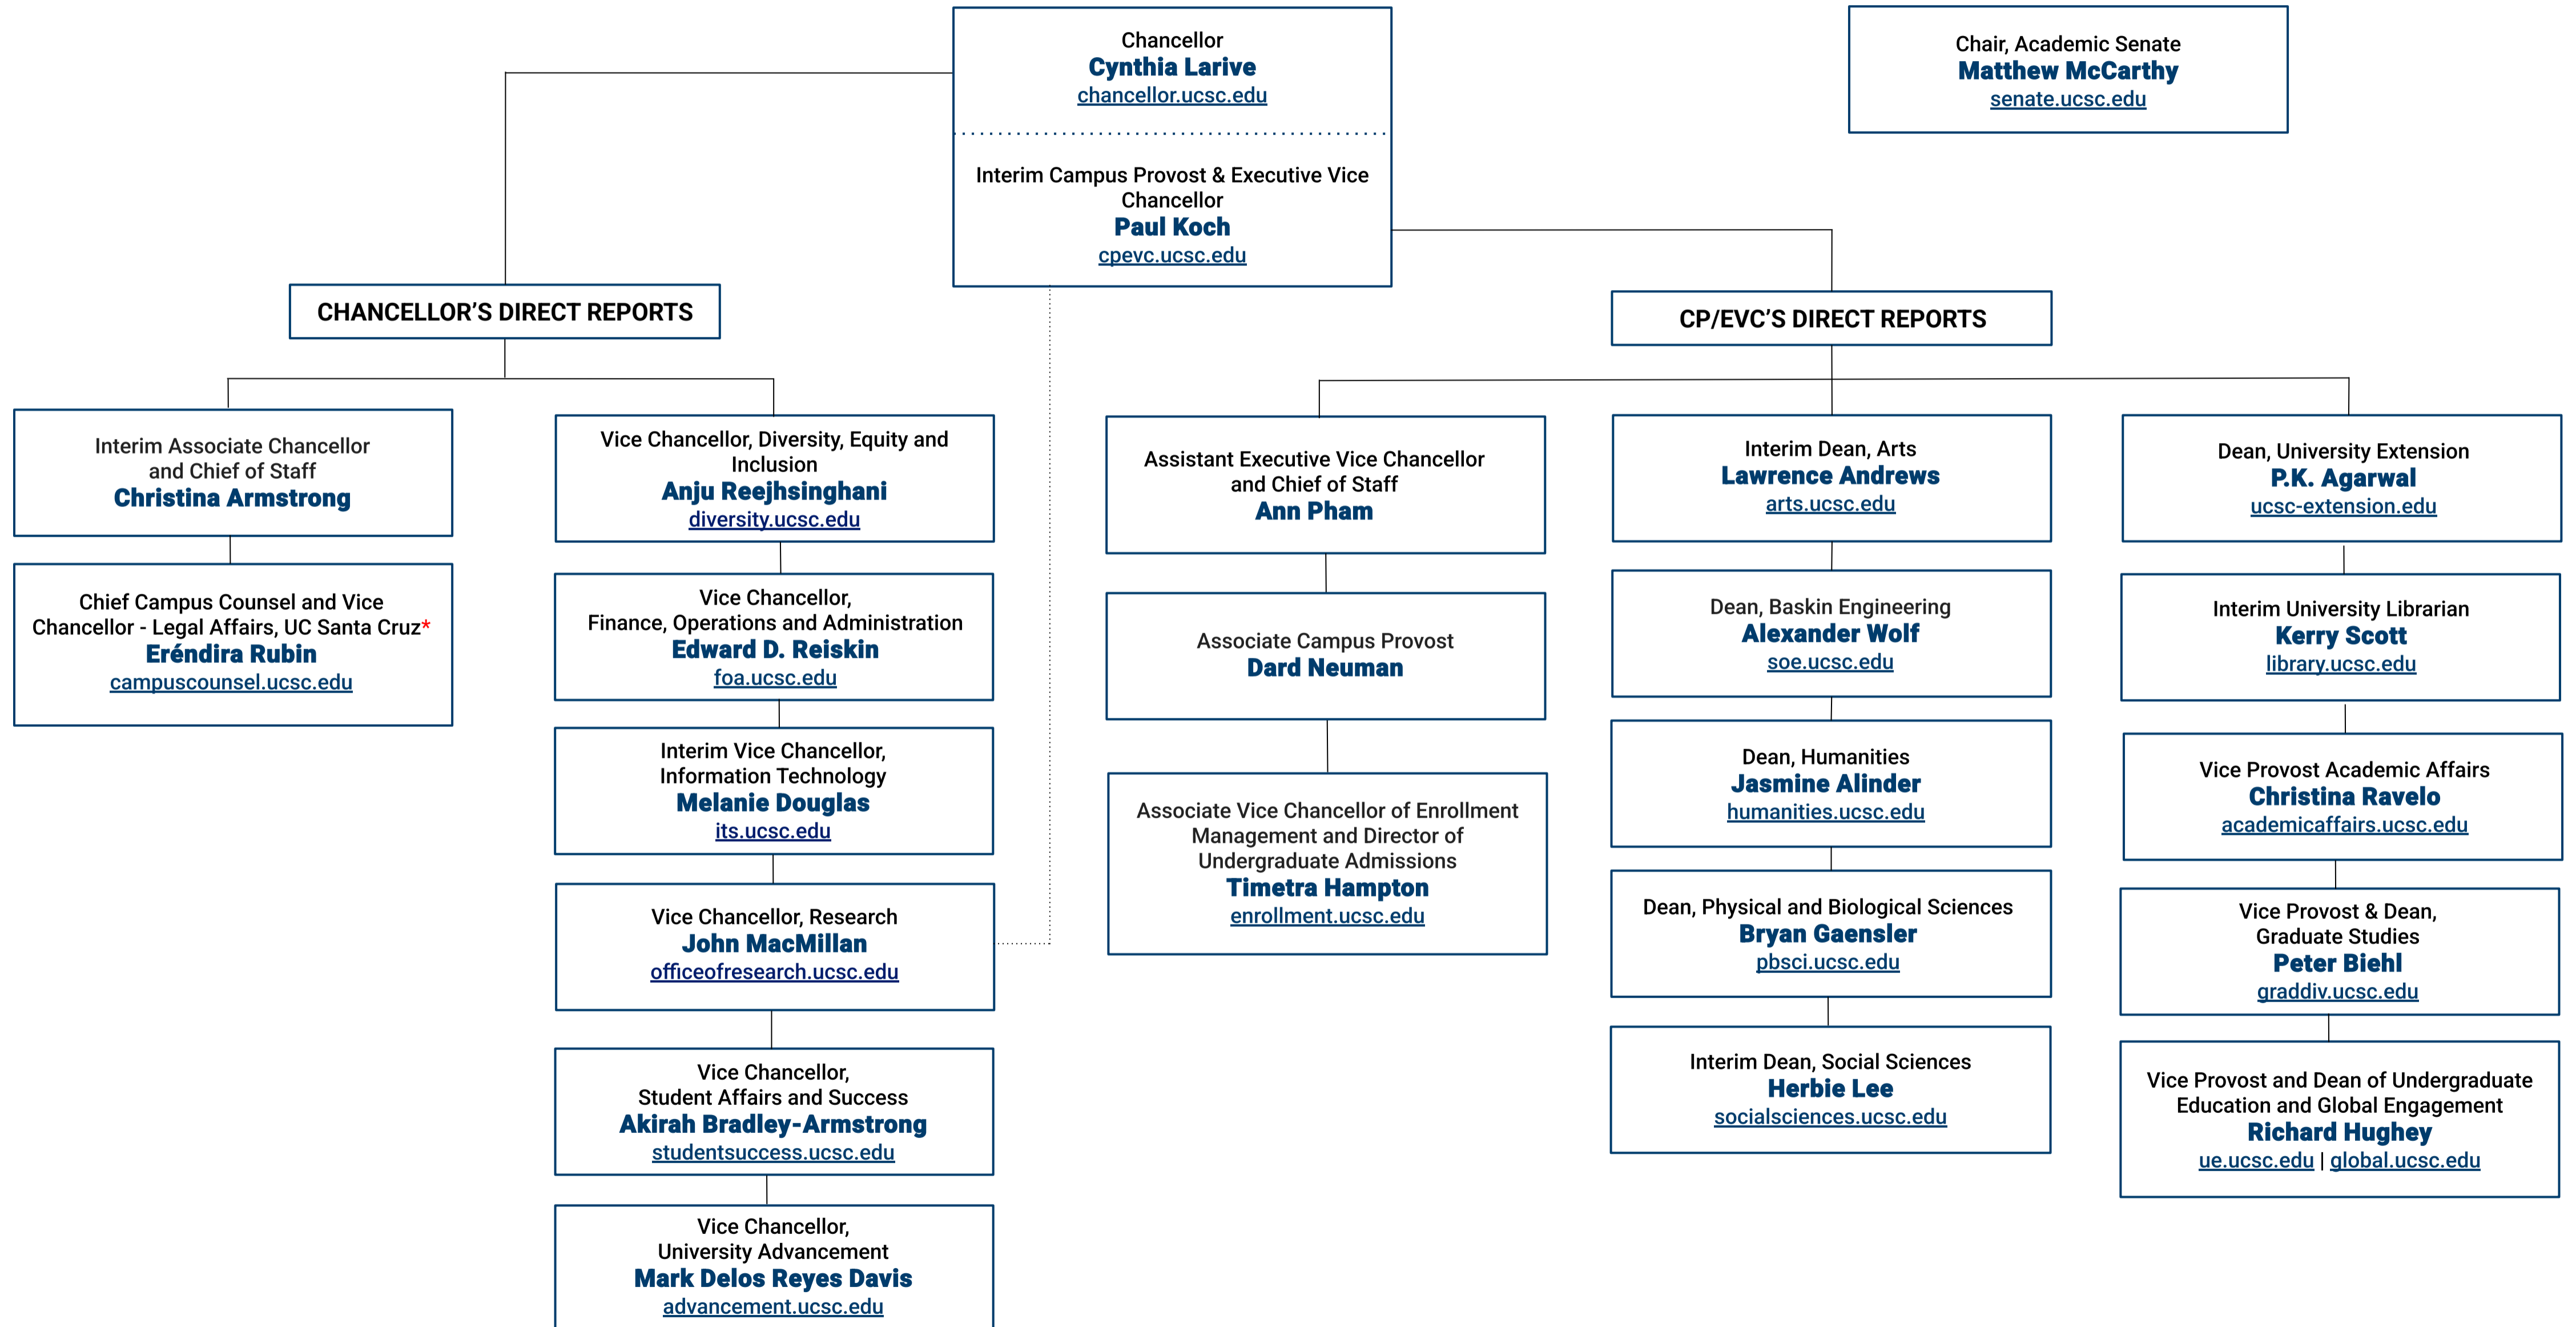 Chancellor
Cynthia Larive
chancellor.ucsc.edu
Interim Campus Provost & Executive Vice
Chancellor
Paul Koch
cpevc.ucsc.edu
Chair, Academic Senate
Matthew McCarthy
senate.ucsc.edu
CHANCELLOR’S DIRECT REPORTS
Interim Associate Chancellor
and Chief of Staff
Christina Armstrong
Chief Campus Counsel and Vice
Chancellor - Legal Affairs, UC Santa Cruz*
Eréndira Rubin
campuscounsel.ucsc.edu
Vice Chancellor, Diversity, Equity and
Inclusion
Anju Reejhsinghani
diversity.ucsc.edu
Vice Chancellor,
Finance, Operations and Administration
Edward D. Reiskin
foa.ucsc.edu
Interim Vice Chancellor,
Information Technology
Melanie Douglas
its.ucsc.edu
Vice Chancellor, Research
John MacMillan
officeofresearch.ucsc.edu
Vice Chancellor,
Student Affairs and Success
Akirah Bradley-Armstrong
studentsuccess.ucsc.edu
Vice Chancellor,
University Advancement
Mark Delos Reyes Davis
advancement.ucsc.edu
CP/EVC’S DIRECT REPORTS
Assistant Executive Vice Chancellor
and Chief of Staff
Ann Pham
Associate Campus Provost
Dard Neuman
Associate Vice Chancellor of Enrollment
Management and Director of
Undergraduate Admissions
Timetra Hampton
enrollment.ucsc.edu
Interim Dean, Arts
Lawrence Andrews
arts.ucsc.edu
Dean, Baskin Engineering
Alexander Wolf
soe.ucsc.edu
Dean, Humanities
Jasmine Alinder
humanities.ucsc.edu
Dean, Physical and Biological Sciences
Bryan Gaensler
pbsci.ucsc.edu
Interim Dean, Social Sciences
Herbie Lee
socialsciences.ucsc.edu
Dean, University Extension
P.K. Agarwal
ucsc-extension.edu
Interim University Librarian
Kerry Scott
library.ucsc.edu
Vice Provost Academic Affairs
Christina Ravelo
academicaffairs.ucsc.edu
Vice Provost & Dean,
Graduate Studies
Peter Biehl
graddiv.ucsc.edu
Vice Provost and Dean of Undergraduate
Education and Global Engagement
Richard Hughey
ue.ucsc.edu | global.ucsc.edu